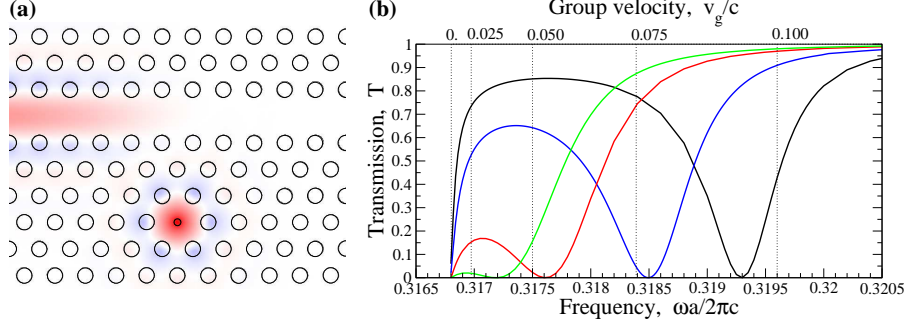 (a)
(b)
Group velocity, v_g/c
0. 0.025 0.050 0.075 0.100
Transmission, T
1
0.9
0.8
0.7
0.6
0.5
0.4
0.3
0.2
0.1
0
0.3165 0.317 0.3175 0.318 0.3185 0.319 0.3195 0.32 0.3205
Frequency, ωa/2πc